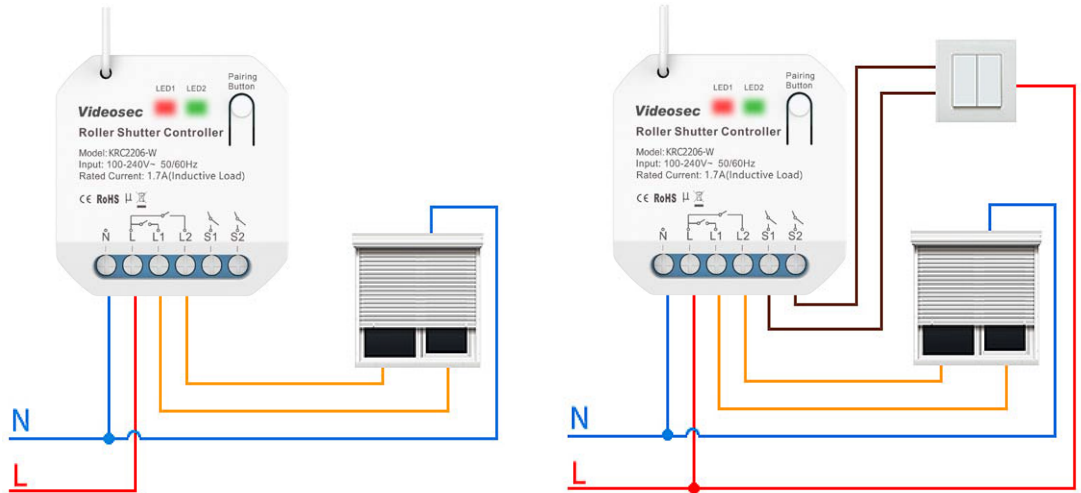 LED1 LED2
Pairing
Button
Videosec
Roller Shutter Controller
Model: KRC2206-W
Input: 100-240V~ 50/60Hz
Rated Current: 1.7A(Inductive Load)
CE RoHS
N L L1 L2 S1 S2
N
L
LED1 LED2
Pairing
Button
Videosec
Roller Shutter Controller
Model: KRC2206-W
Input: 100-240V~ 50/60Hz
Rated Current: 1.7A(Inductive Load)
CE RoHS
N L L1 L2 S1 S2
N
L